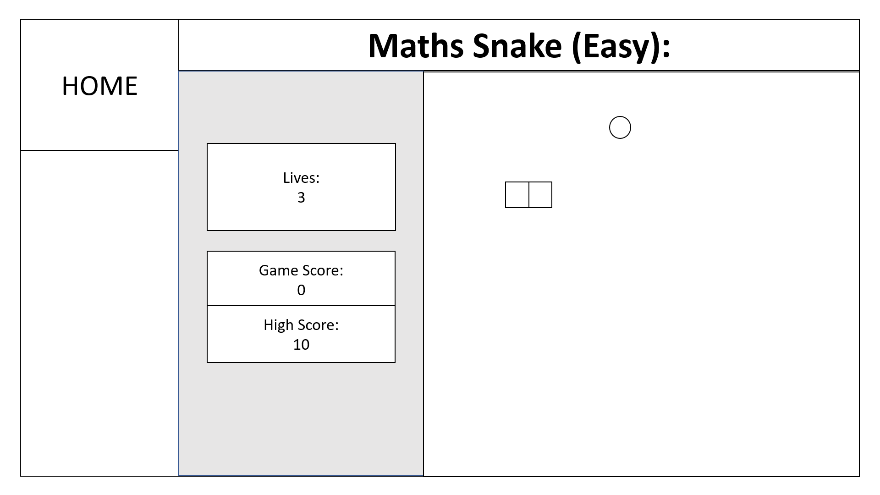 Maths Snake (Easy):
HOME
Lives:
3
Game Score:
0
High Score:
10